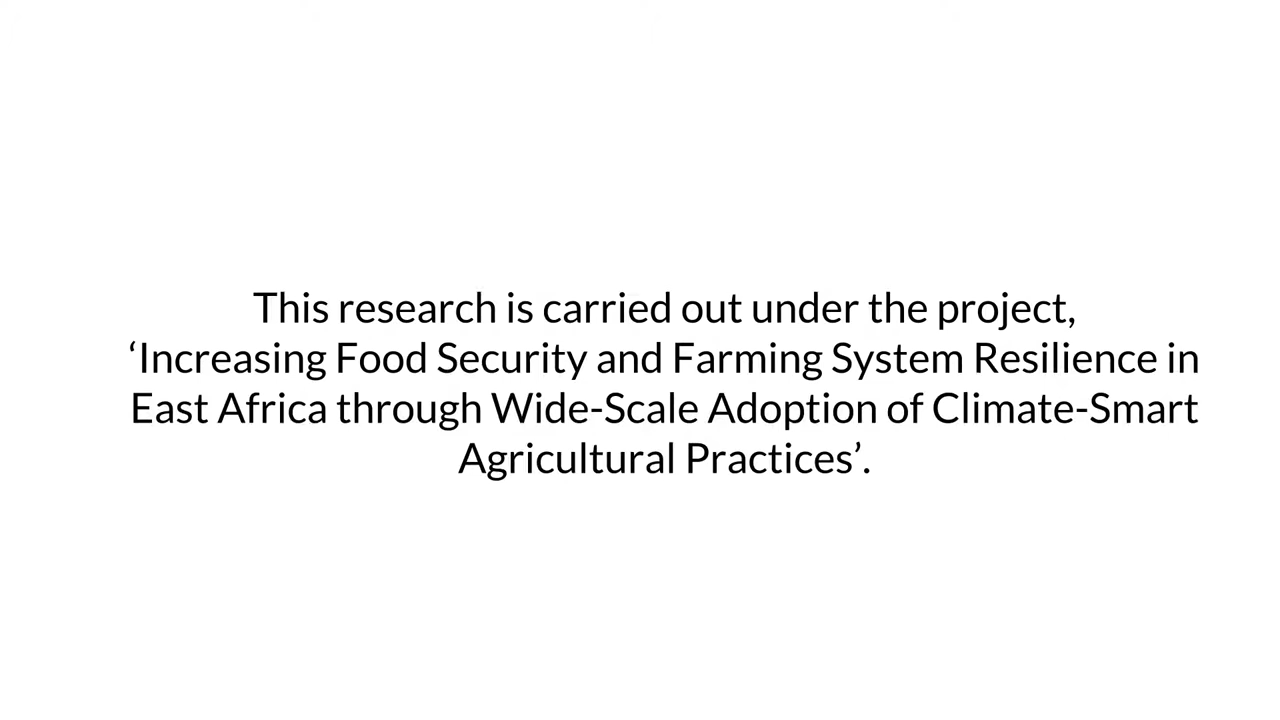 This research is carried out under the project,
‘Increasing Food Security and Farming System Resilience in
East Africa through Wide-Scale Adoption of Climate-Smart
Agricultural Practices’.